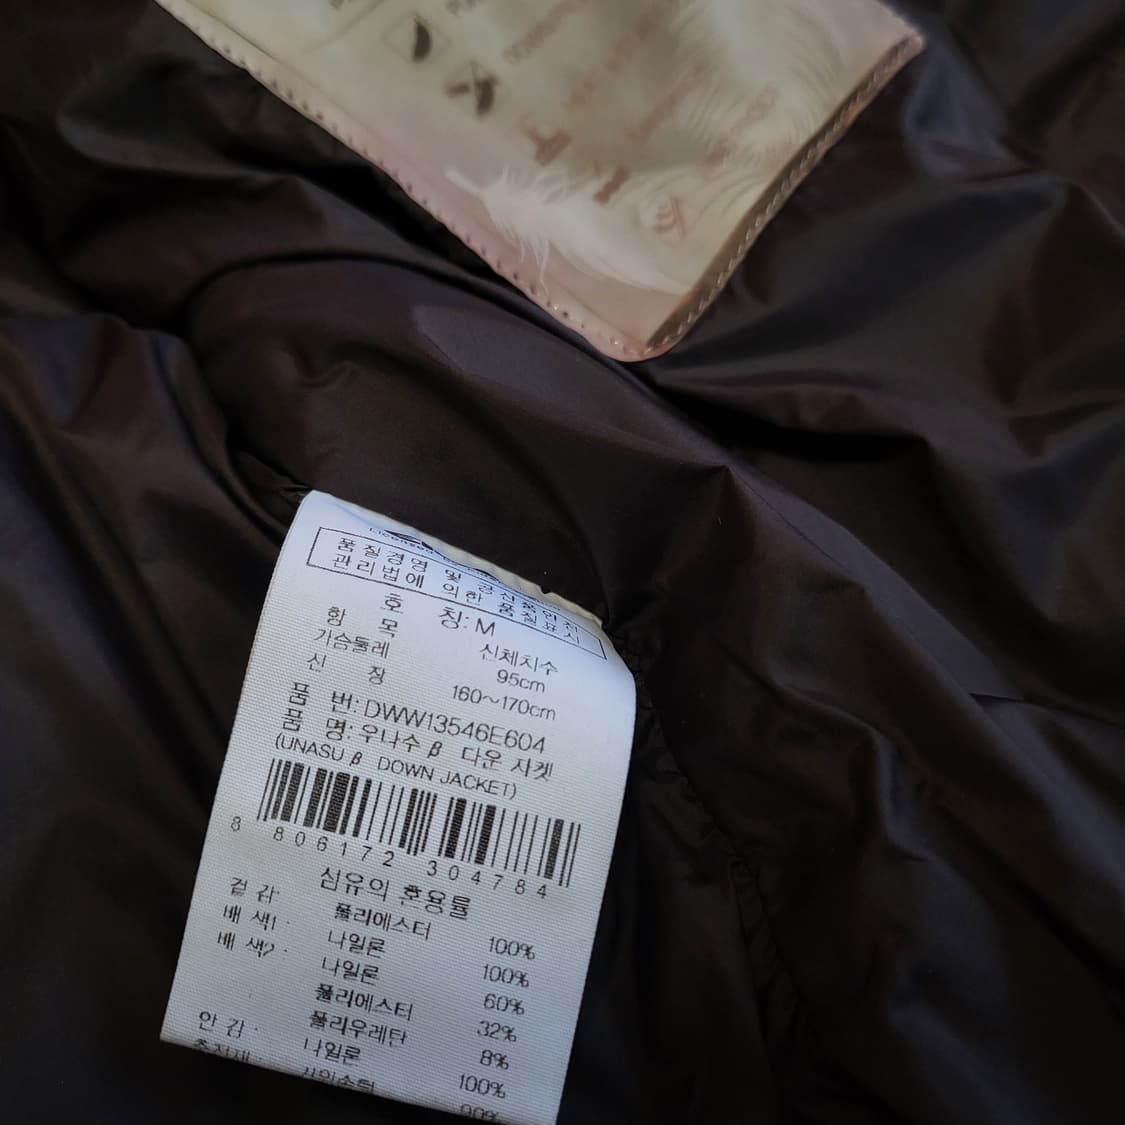 Licensed
품질경영 및 공산품안전
관리법에 의한 품질표시
호 칭: M
항 목 신체치수
가슴둘레 95cm
신 장 160~170cm
품 번: DWW13546E604
품 명: 우나수 β 다운 자켓
(UNASU β DOWN JACKET)
8 806172 304784
섬유의 혼용률
겉 감 폴리에스터 100%
배 색1 : 나일론 100%
배 색2 : 나일론 60%
폴리에스터 32%
폴리우레탄 8%
안 감 : 나일론 100%
충전재 : 90%